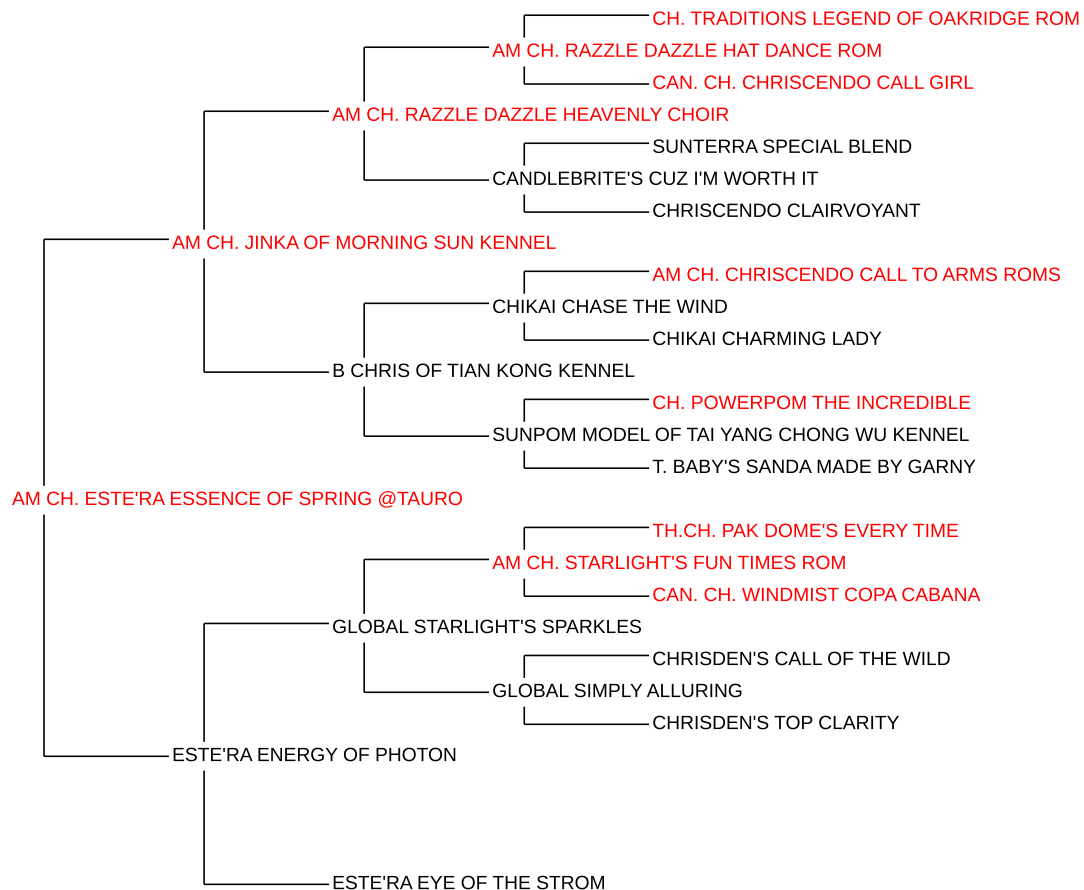 CH. TRADITIONS LEGEND OF OAKRIDGE ROM
AM CH. RAZZLE DAZZLE HAT DANCE ROM
CAN. CH. CHRISCENDO CALL GIRL
AM CH. RAZZLE DAZZLE HEAVENLY CHOIR
SUNTERRA SPECIAL BLEND
CANDLEBRITE'S CUZ I'M WORTH IT
CHRISCENDO CLAIRVOYANT
AM CH. JINKA OF MORNING SUN KENNEL
AM CH. CHRISCENDO CALL TO ARMS ROMS
CHIKAI CHASE THE WIND
CHIKAI CHARMING LADY
B CHRIS OF TIAN KONG KENNEL
CH. POWERPOM THE INCREDIBLE
SUNPOM MODEL OF TAI YANG CHONG WU KENNEL
T. BABY'S SANDA MADE BY GARNY
AM CH. ESTE'RA ESSENCE OF SPRING @TAURO
TH.CH. PAK DOME'S EVERY TIME
AM CH. STARLIGHT'S FUN TIMES ROM
CAN. CH. WINDMIST COPA CABANA
GLOBAL STARLIGHT'S SPARKLES
CHRISDEN'S CALL OF THE WILD
GLOBAL SIMPLY ALLURING
CHRISDEN'S TOP CLARITY
ESTE'RA ENERGY OF PHOTON
ESTE'RA EYE OF THE STROM